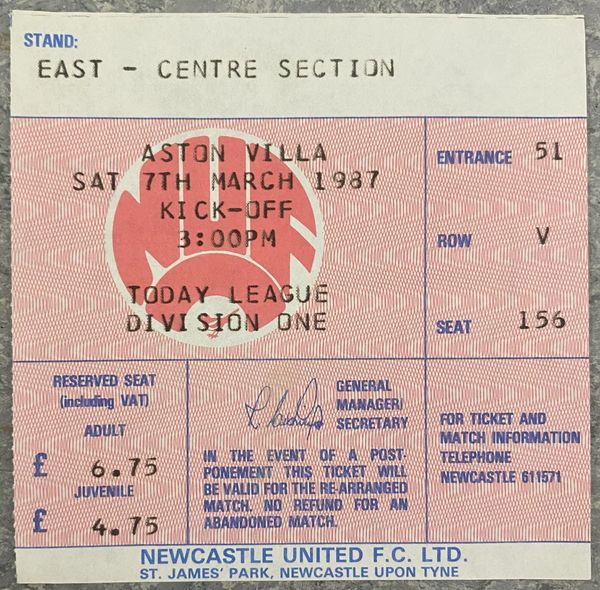 STAND:
EAST - CENTRE SECTION
ASTON VILLA
SAT 7TH MARCH 1987
KICK-OFF
3:00PM
TODAY LEAGUE
DIVISION ONE
ENTRANCE 51
ROW V
SEAT 156
RESERVED SEAT
(including VAT)
ADULT
£ 6.75
JUVENILE
£ 4.75
GENERAL
MANAGER/
SECRETARY
IN THE EVENT OF A POST-
PONEMENT THIS TICKET WILL
BE VALID FOR THE RE-ARRANGED
MATCH. NO REFUND FOR AN
ABANDONED MATCH.
FOR TICKET AND
MATCH INFORMATION
TELEPHONE
NEWCASTLE 611571
NEWCASTLE UNITED F.C. LTD.
ST. JAMES' PARK, NEWCASTLE UPON TYNE